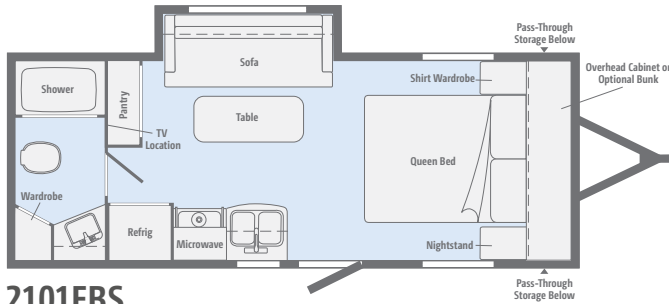 Pass-Through
Storage Below
Sofa
Shirt Wardrobe
Overhead Cabinet or
Optional Bunk
Shower
Pantry
Table
TV
Location
Queen Bed
Wardrobe
Refrig
Microwave
Nightstand
Pass-Through
Storage Below
2101FBS